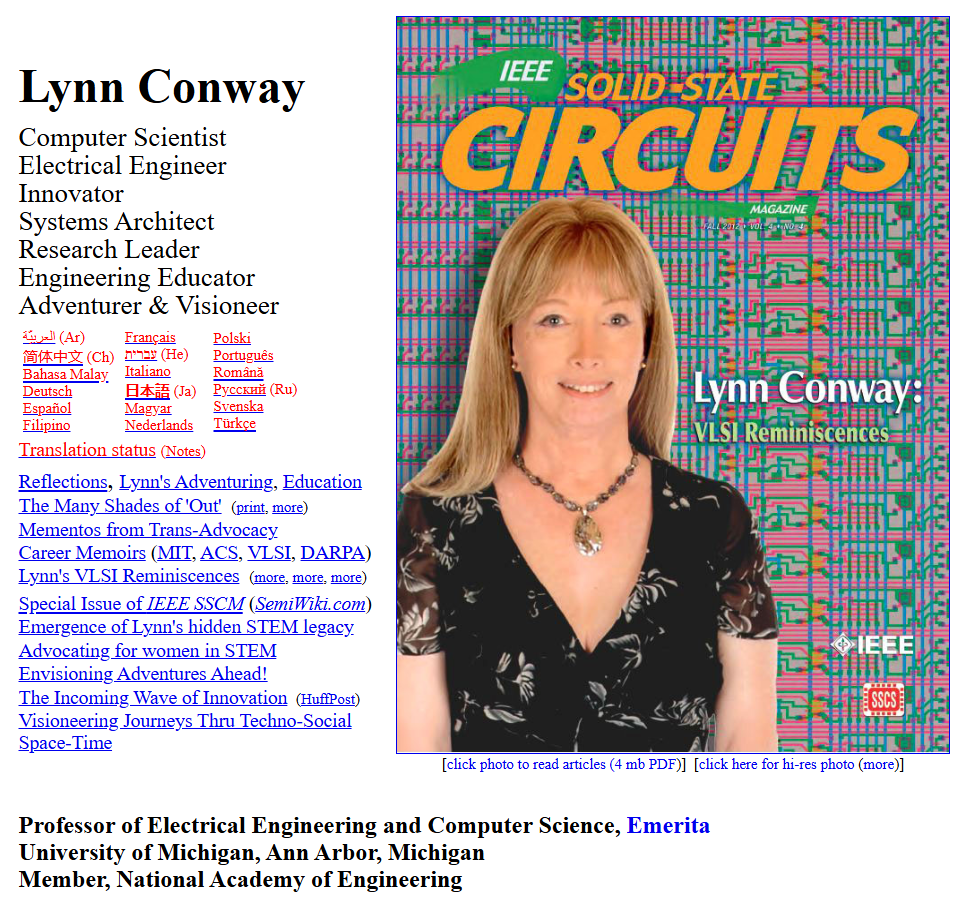 Lynn Conway
Computer Scientist
Electrical Engineer
Innovator
Systems Architect
Research Leader
Engineering Educator
Adventurer & Visioneer
العربيّة (Ar)
简体中文 (Ch)
Bahasa Malay
Deutsch
Español
Filipino
Français
עברית (He)
Italiano
日本語 (Ja)
Magyar
Nederlands
Polski
Português
Română
Русский (Ru)
Svenska
Türkçe
Translation status (Notes)
Reflections, Lynn's Adventuring, Education
The Many Shades of 'Out' (print, more)
Mementos from Trans-Advocacy
Career Memoirs (MIT, ACS, VLSI, DARPA)
Lynn's VLSI Reminiscences (more, more, more)
Special Issue of IEEE SSCM (SemiWiki.com)
Emergence of Lynn's hidden STEM legacy
Advocating for women in STEM
Envisioning Adventures Ahead!
The Incoming Wave of Innovation (HuffPost)
Visioneering Journeys Thru Techno-Social
Space-Time
IEEE
SOLID-STATE
CIRCUITS
MAGAZINE
FALL 2012 • VOL. 4 • NO. 4
Lynn Conway:
VLSI Reminiscences
IEEE
SSCS
[click photo to read articles (4 mb PDF)] [click here for hi-res photo (more)]
Professor of Electrical Engineering and Computer Science, Emerita
University of Michigan, Ann Arbor, Michigan
Member, National Academy of Engineering